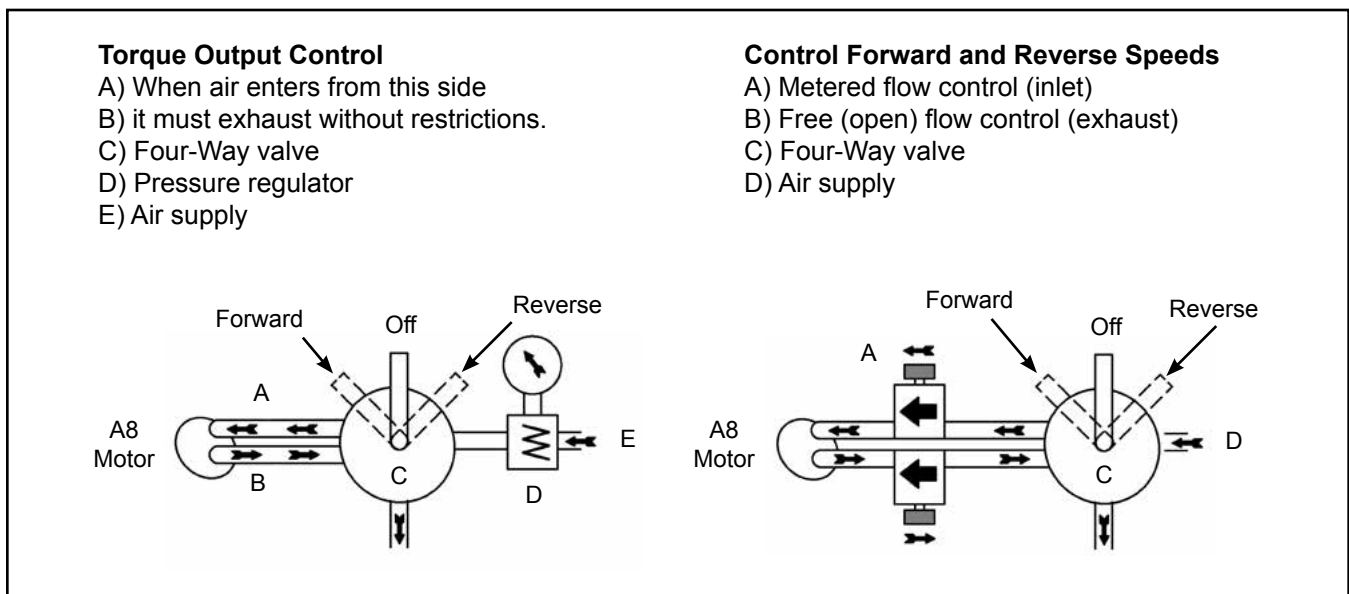 Torque Output Control
A) When air enters from this side
B) it must exhaust without restrictions.
C) Four-Way valve
D) Pressure regulator
E) Air supply
Forward
Off
Reverse
A
A8
Motor
B
C
D
E
Control Forward and Reverse Speeds
A) Metered flow control (inlet)
B) Free (open) flow control (exhaust)
C) Four-Way valve
D) Air supply
Forward
Off
Reverse
A
A8
Motor
C
D